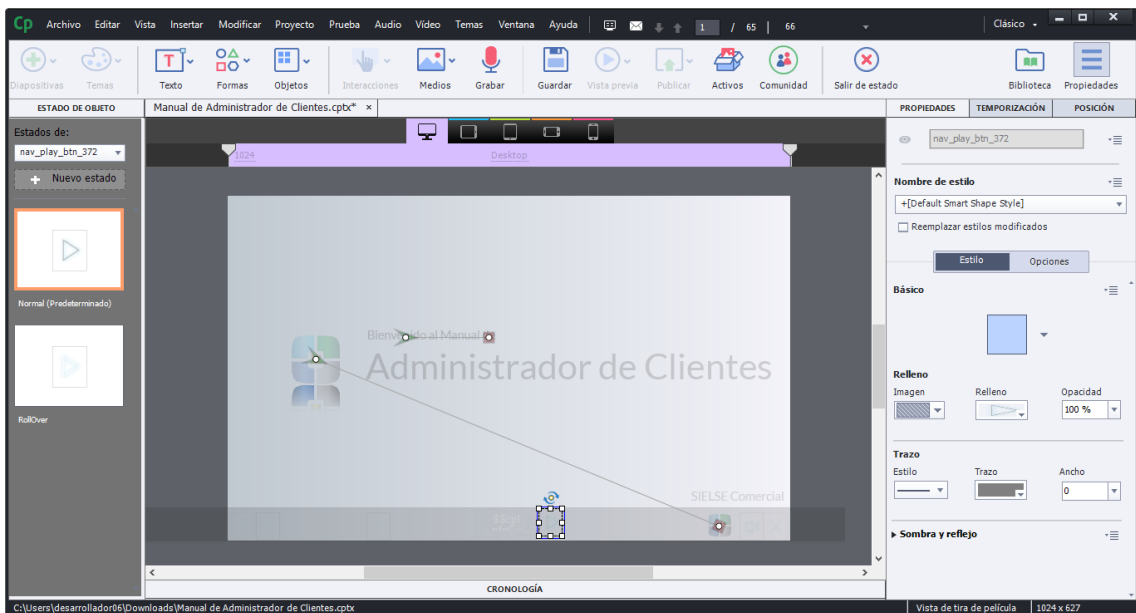 Cp Archivo Editar Vista Insertar Modificar Proyecto Prueba Audio Vídeo Temas Ventana Ayuda 1 / 65 66 Clásico
Diapositivas Temas Texto Formas Objetos Interacciones Medios Grabar Guardar Vista previa Publicar Activos Comunidad Salir de estado Biblioteca Propiedades
ESTADO DE OBJETO Manual de Administrador de Clientes.cptx* × PROPIEDADES TEMPORIZACIÓN POSICIÓN
Estados de:
nav_play_btn_372
Nuevo estado
Normal (Predeterminado)
RollOver
1024 Desktop
Bienvenido al Manual
Administrador de Clientes
SIELSE Comercial
CRONOLOGÍA
nav_play_btn_372
Nombre de estilo
+[Default Smart Shape Style]
Reemplazar estilos modificados
Estilo Opciones
Básico
Relleno
Imagen Relleno Opacidad
100 %
Trazo
Estilo Trazo Ancho
0
Sombra y reflejo
C:\Users\desarrollador06\Downloads\Manual de Administrador de Clientes.cptx Vista de tira de película 1024 x 627